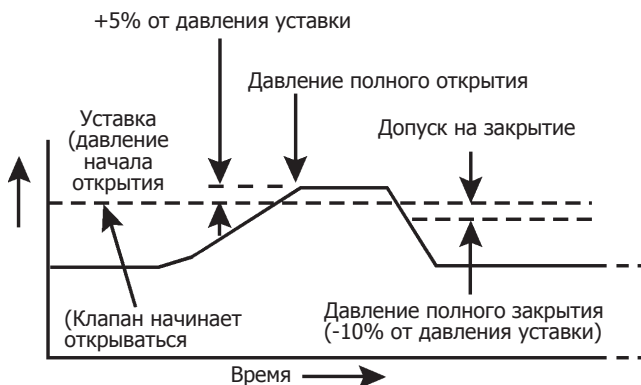 +5% от давления уставки
Давление полного открытия
Уставка
(давление
начала
открытия
Допуск на закрытие
(Клапан начинает
открываться
Давление полного закрытия
(-10% от давления уставки)
Время